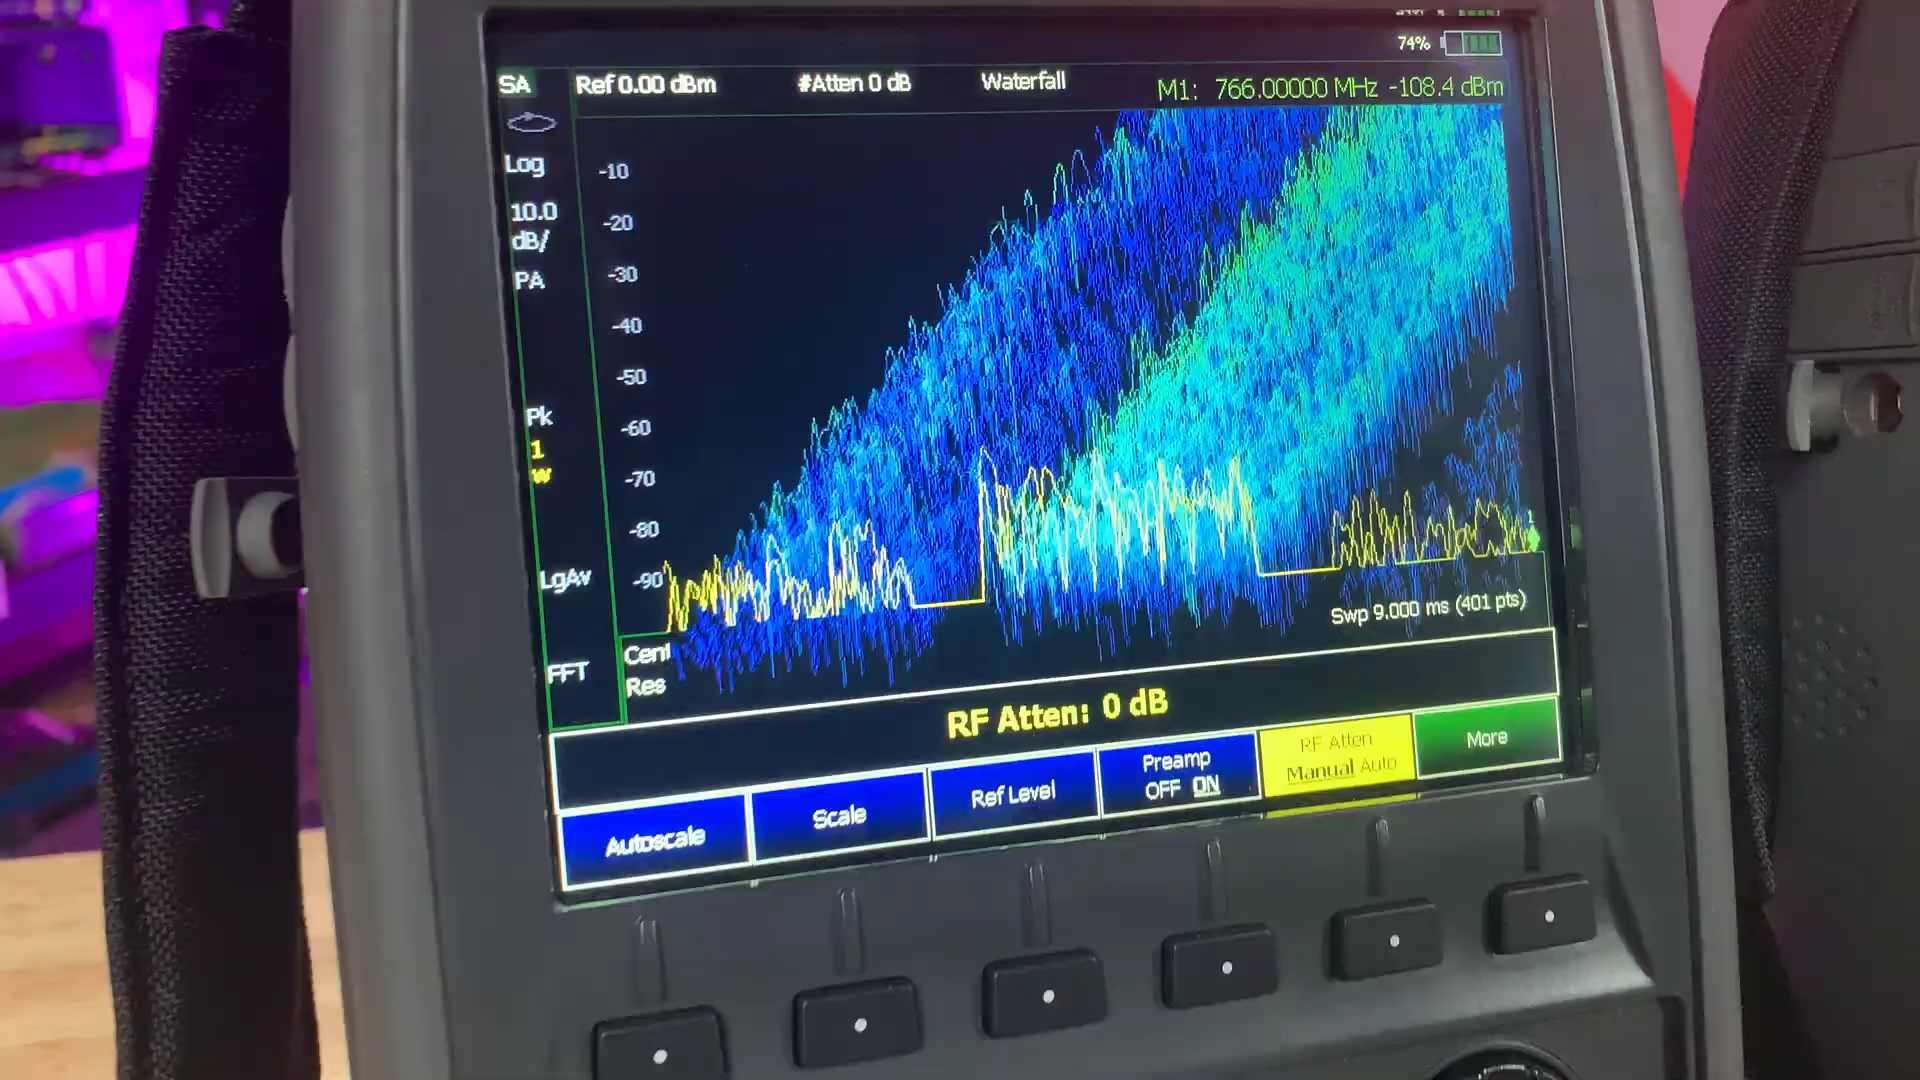 74%
SA Ref 0.00 dBm #Atten 0 dB Waterfall M1: 766.00000 MHz -108.4 dBm
Log
-10
10.0
dB/
-20
PA
-30
-40
-50
Pk
-60
1
W
-70
-80
LgAv
-90
Swp 9.000 ms (401 pts)
Cent
FFT
Res
RF Atten: 0 dB
Autoscale
Scale
Ref Level
Preamp
OFF ON
RF Atten
Manual Auto
More